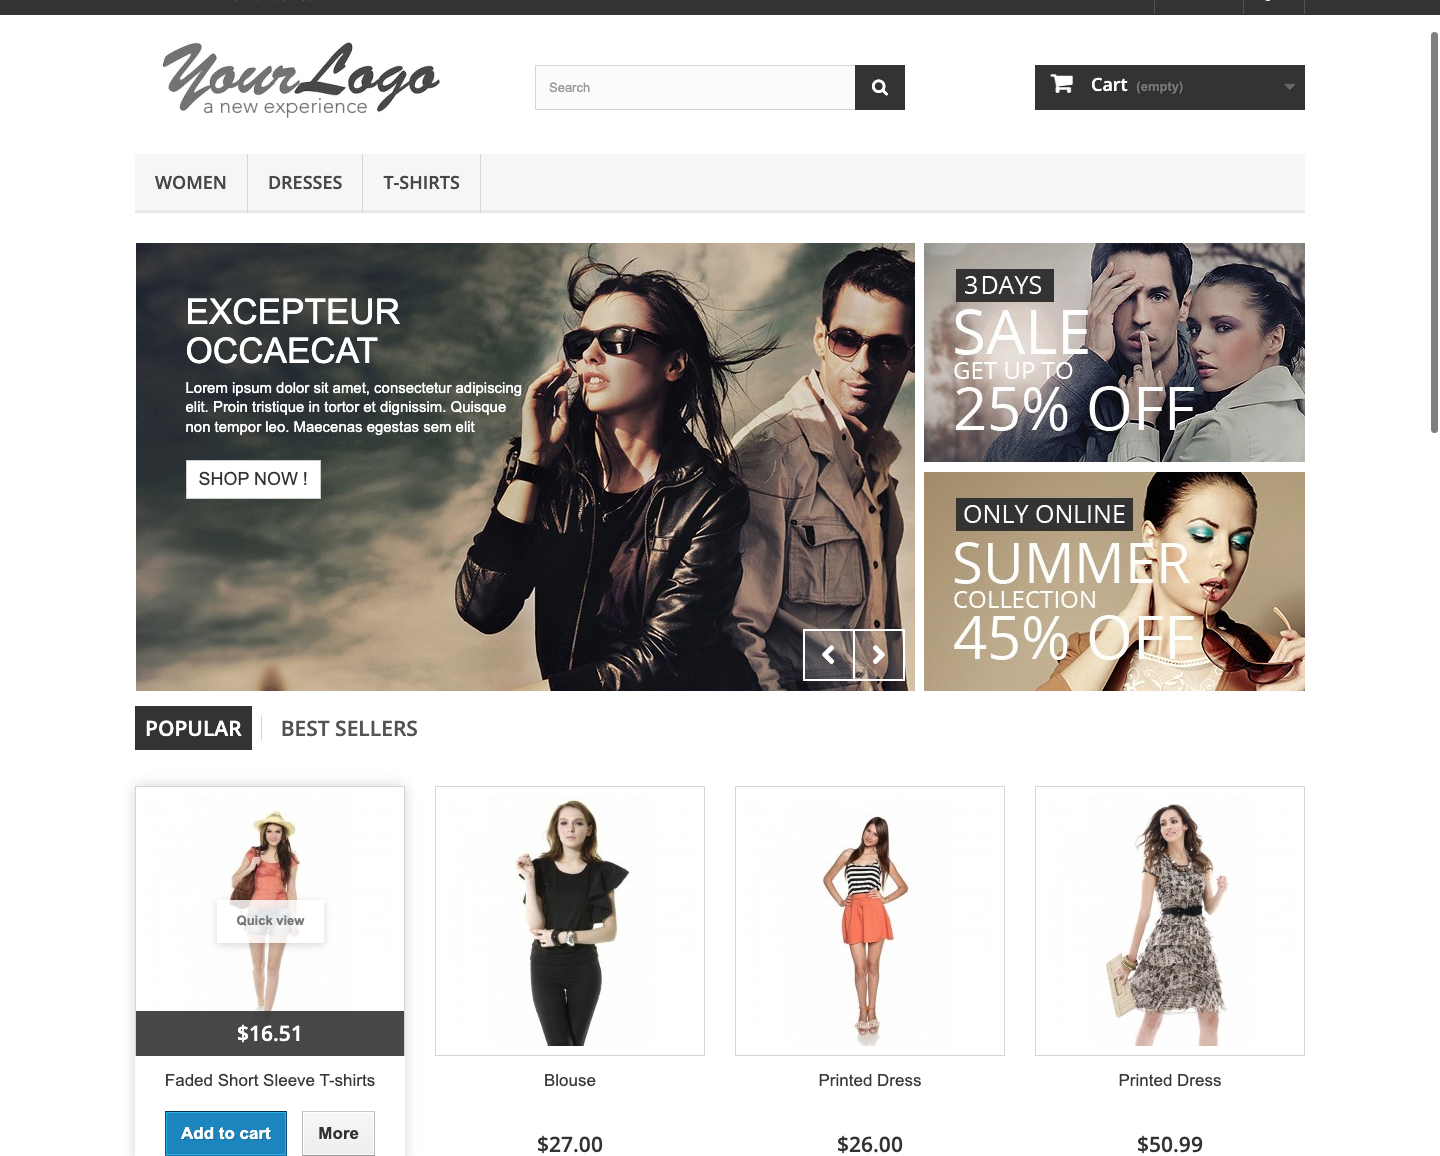 YourLogo
a new experience
Search
Cart (empty)
WOMEN
DRESSES
T-SHIRTS
EXCEPTEUR
OCCAECAT
Lorem ipsum dolor sit amet, consectetur adipiscing
elit. Proin tristique in tortor et dignissim. Quisque
non tempor leo. Maecenas egestas sem elit
SHOP NOW !
3 DAYS
SALE
GET UP TO
25% OFF
ONLY ONLINE
SUMMER
COLLECTION
45% OFF
POPULAR
BEST SELLERS
Quick view
$16.51
Faded Short Sleeve T-shirts
Add to cart
More
Blouse
$27.00
Printed Dress
$26.00
Printed Dress
$50.99